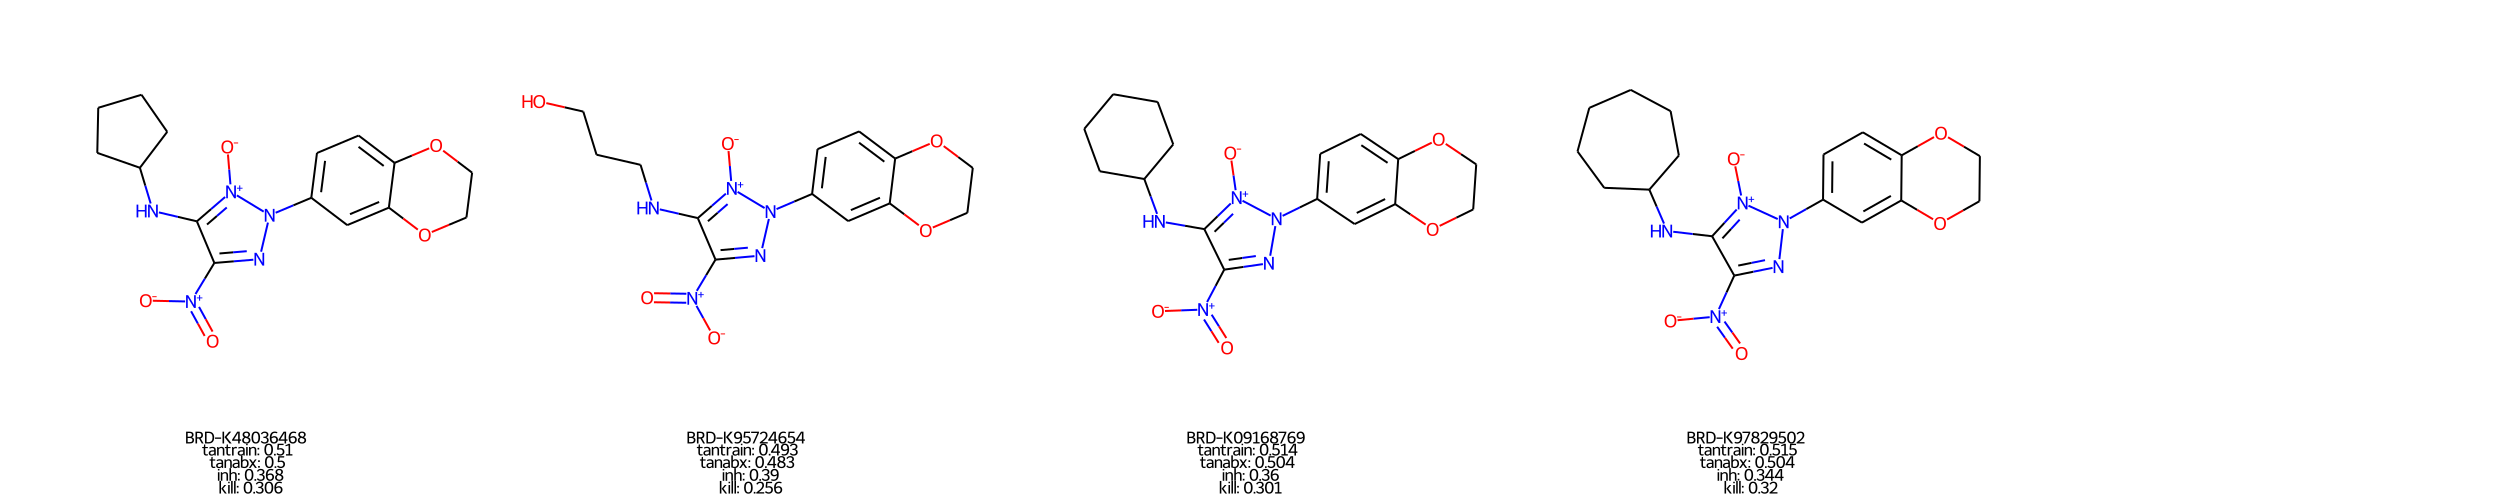 HO
O⁻ O O⁻ O O⁻ O O⁻ O
HN N⁺ N O HN N⁺ N O HN N⁺ N O HN N⁺ N O
N N N N
O⁻ N⁺ O N⁺ O⁻ N⁺ O⁻ N⁺
O O⁻ O O
BRD-K48036468
tantrain: 0.51
tanabx: 0.5
inh: 0.368
kill: 0.306
BRD-K95724654
tantrain: 0.493
tanabx: 0.483
inh: 0.39
kill: 0.256
BRD-K09168769
tantrain: 0.514
tanabx: 0.504
inh: 0.36
kill: 0.301
BRD-K97829502
tantrain: 0.515
tanabx: 0.504
inh: 0.344
kill: 0.32